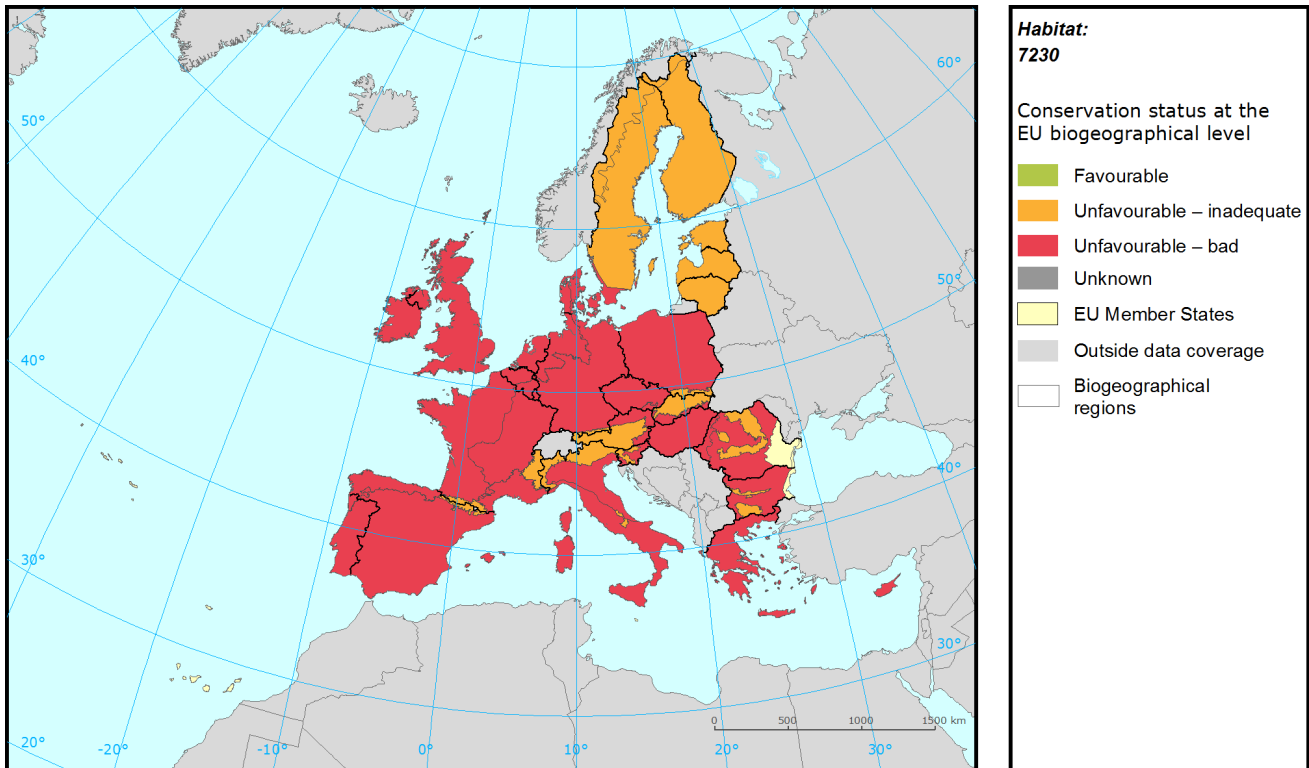 Habitat:
7230
Conservation status at the
EU biogeographical level
Favourable
Unfavourable – inadequate
Unfavourable – bad
Unknown
EU Member States
Outside data coverage
Biogeographical
regions
60°
50°
50°
40°
40°
30°
30°
20°
-20°
-10°
0°
10°
20°
30°
0
500
1000
1500 km